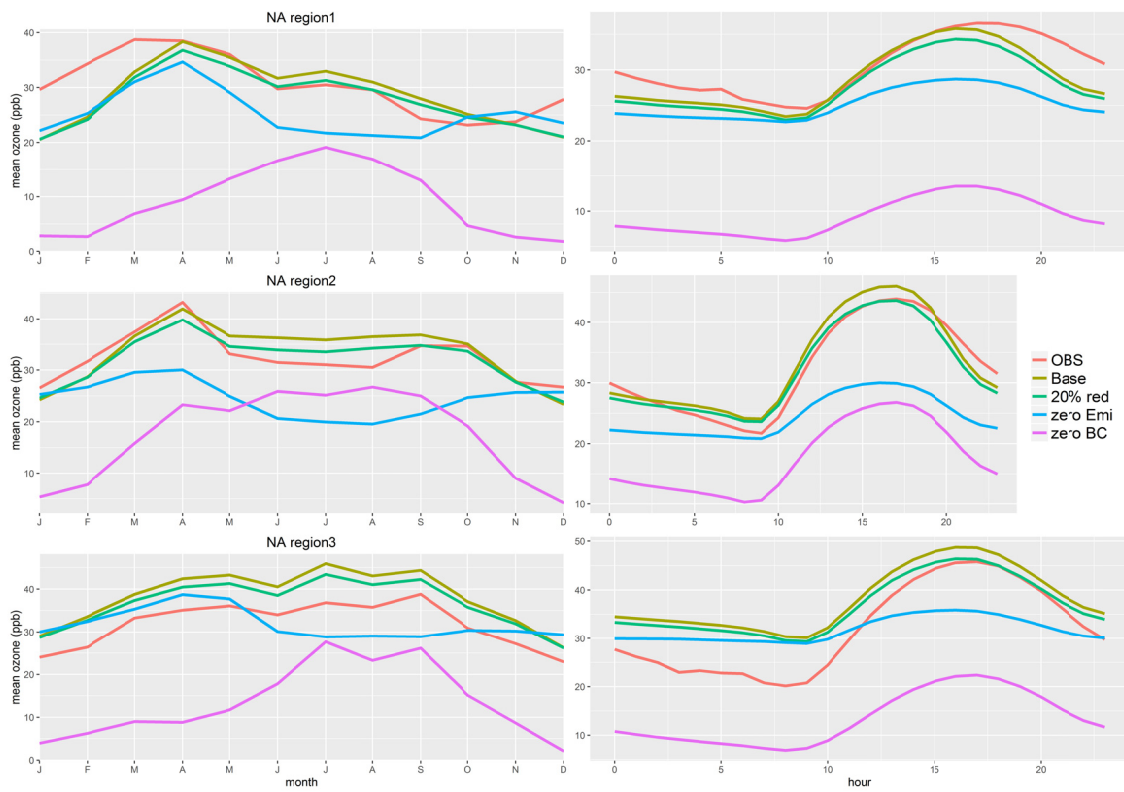 NA region1
mean ozone (ppb)
40
30
20
10
0
J F M A M J J A S O N D
30
20
10
0 5 10 15 20
NA region2
mean ozone (ppb)
40
30
20
10
J F M A M J J A S O N D
40
30
20
10
0 5 10 15 20
OBS
Base
20% red
zero Emi
zero BC
NA region3
mean ozone (ppb)
40
30
20
10
0
J F M A M J J A S O N D
month
50
40
30
20
10
0 5 10 15 20
hour